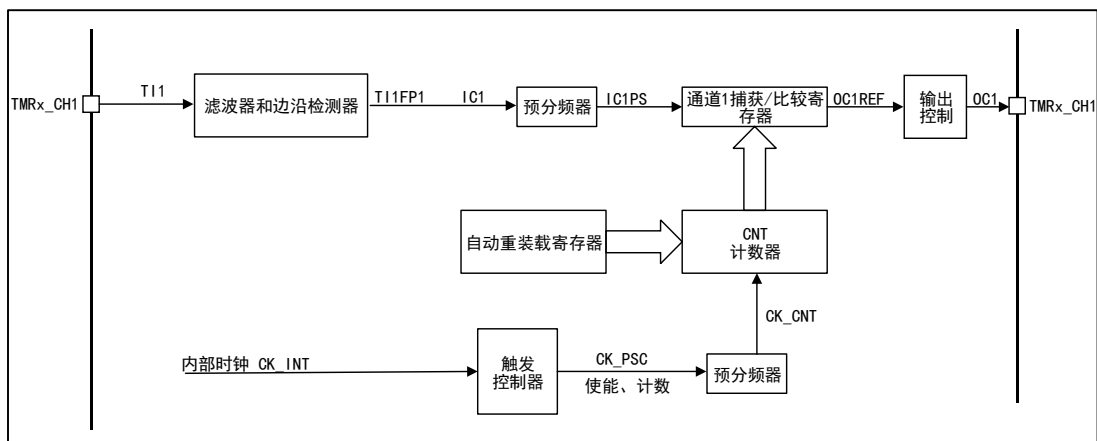 TMRx_CH1
TI1
滤波器和边沿检测器
TI1FP1
IC1
预分频器
IC1PS
通道1捕获/比较寄
存器
OC1REF
输出
控制
OC1
TMRx_CH1
自动重装载寄存器
CNT
计数器
CK_CNT
内部时钟 CK_INT
触发
控制器
CK_PSC
使能、计数
预分频器